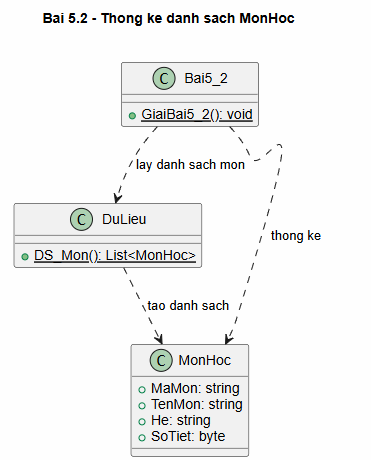 Bai 5.2 - Thong ke danh sach MonHoc
C Bai5_2
GiaiBai5_2(): void
lay danh sach mon
C DuLieu
DS_Mon(): List<MonHoc>
thong ke
tao danh sach
C MonHoc
MaMon: string
TenMon: string
He: string
SoTiet: byte